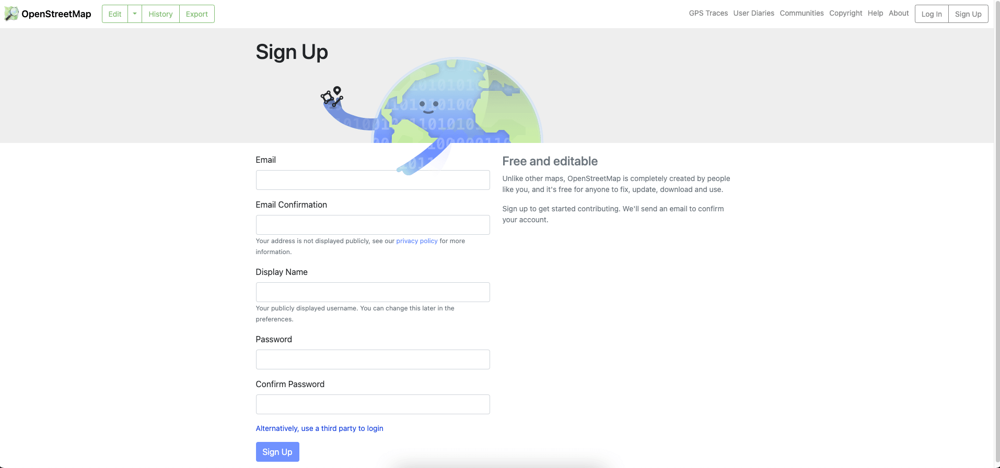 OpenStreetMap Edit History Export GPS Traces User Diaries Communities Copyright Help About Log In Sign Up
Sign Up
Email
Email Confirmation
Your address is not displayed publicly, see our privacy policy for more
information.
Display Name
Your publicly displayed username. You can change this later in the
preferences.
Password
Confirm Password
Alternatively, use a third party to login
Sign Up
Free and editable
Unlike other maps, OpenStreetMap is completely created by people
like you, and it's free for anyone to fix, update, download and use.
Sign up to get started contributing. We'll send an email to confirm
your account.